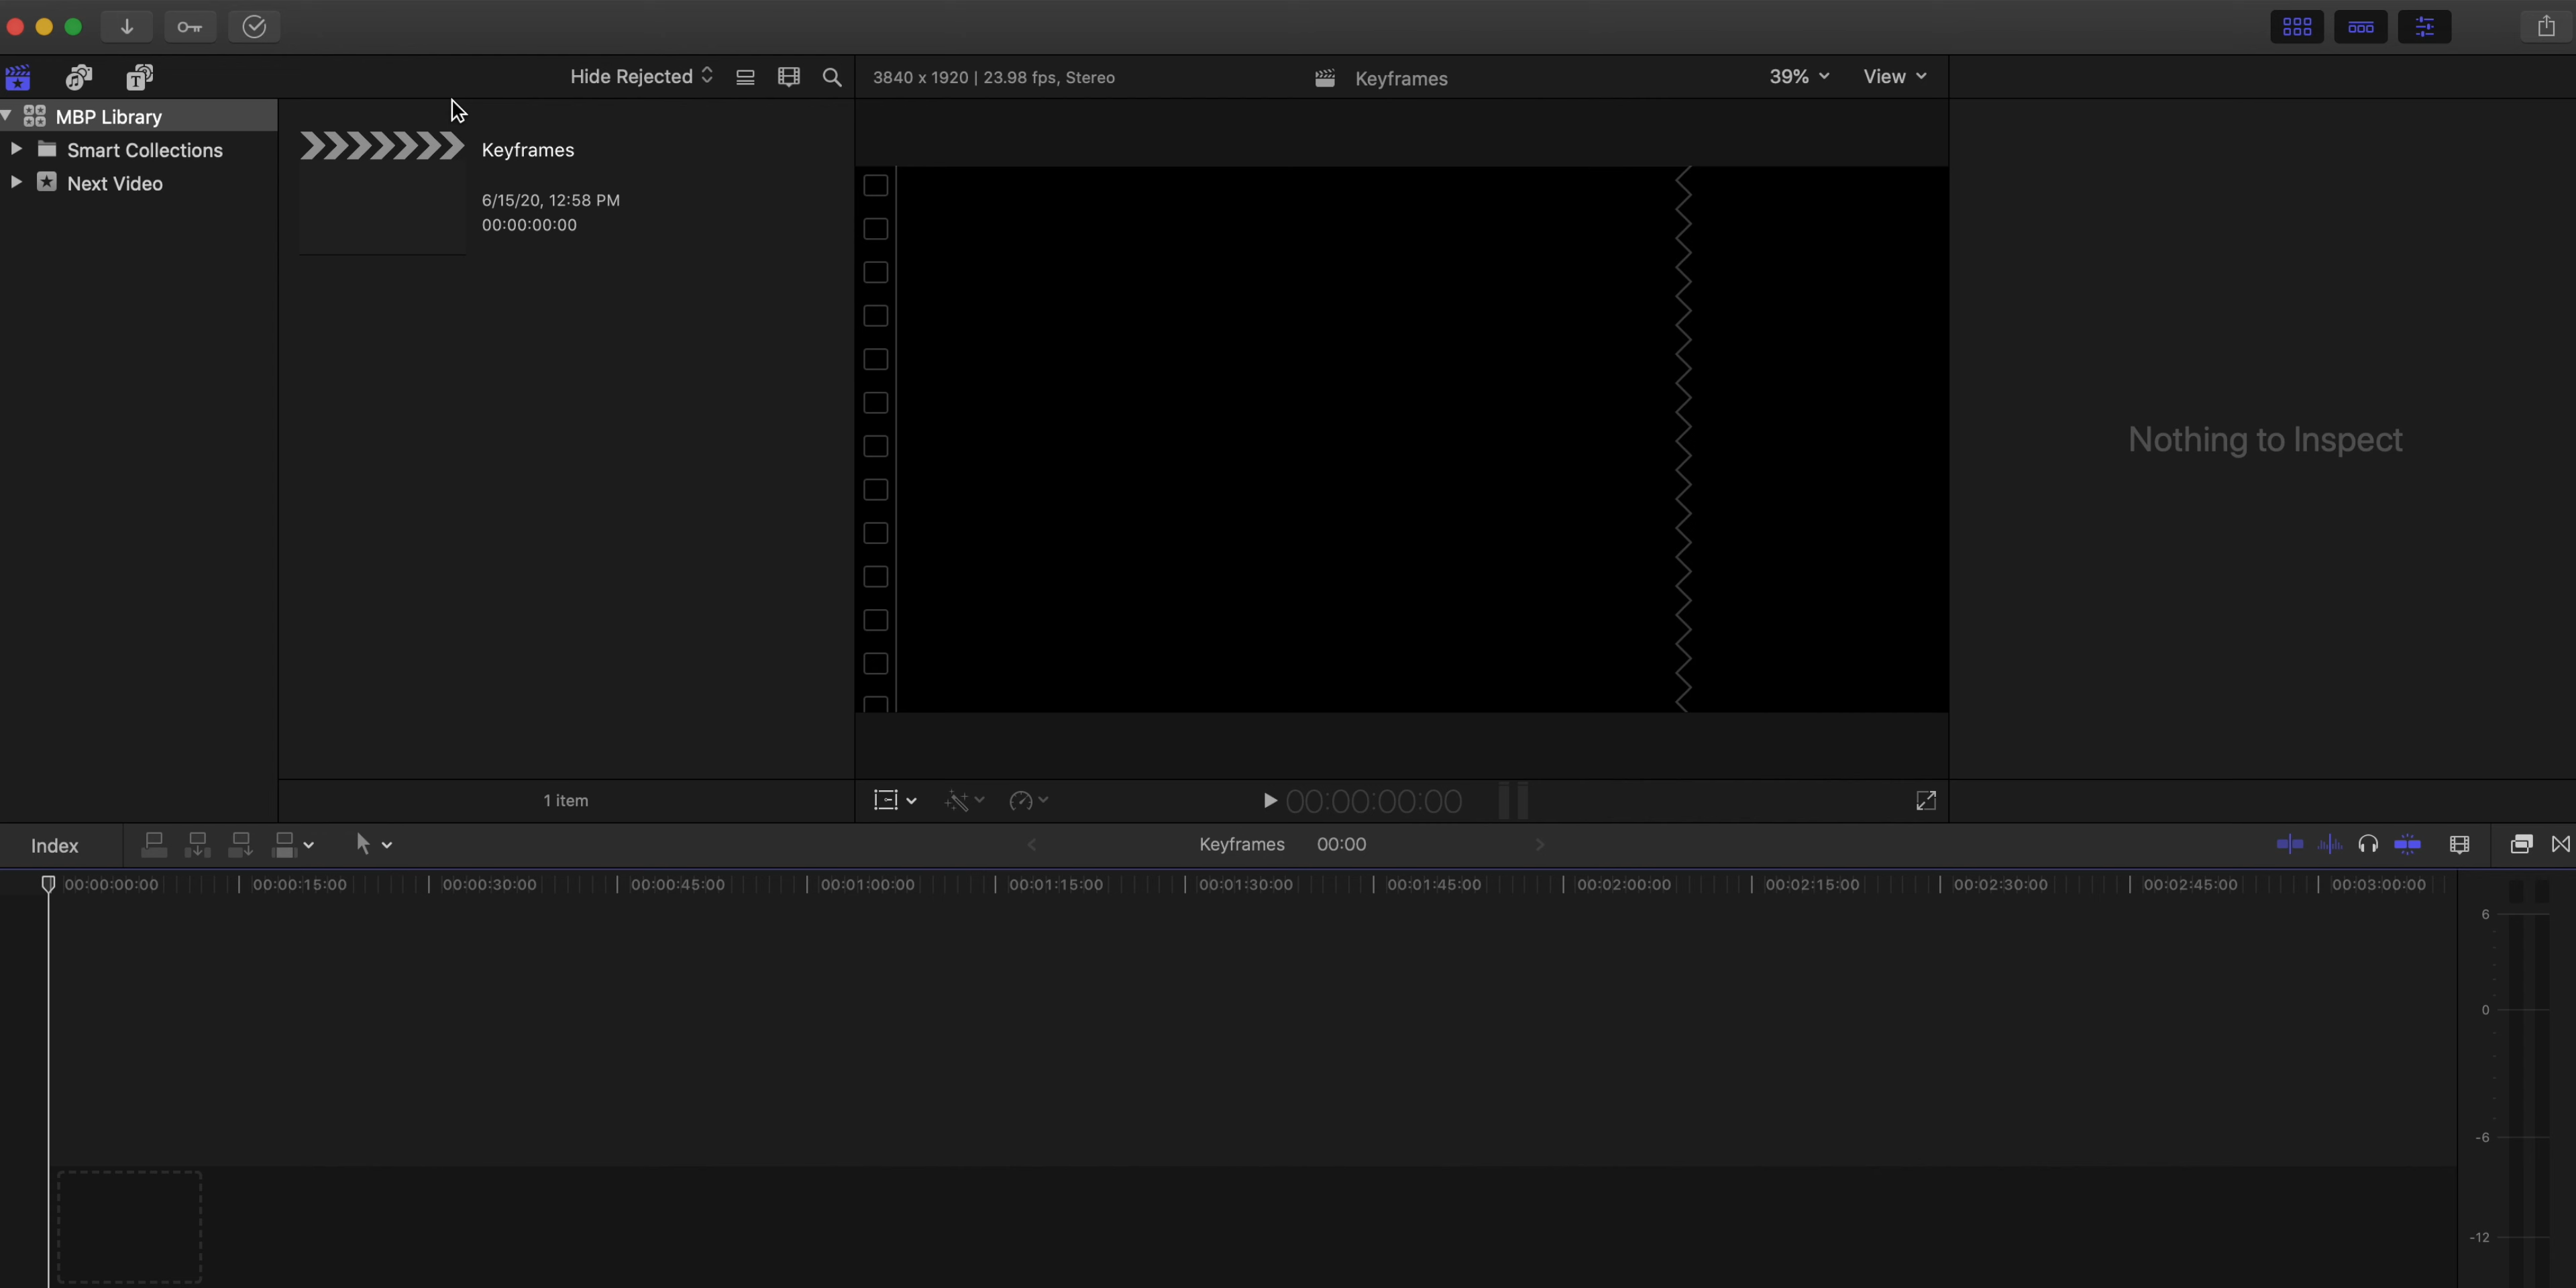 Hide Rejected
3840 x 1920 | 23.98 fps, Stereo
Keyframes
39%
View
MBP Library
Smart Collections
Next Video
Keyframes
6/15/20, 12:58 PM
00:00:00:00
Nothing to Inspect
1 item
00:00:00:00
Index
Keyframes 00:00
00:00:00:00 00:00:15:00 00:00:30:00 00:00:45:00 00:01:00:00 00:01:15:00 00:01:30:00 00:01:45:00 00:02:00:00 00:02:15:00 00:02:30:00 00:02:45:00 00:03:00:00
6
0
-6
-12